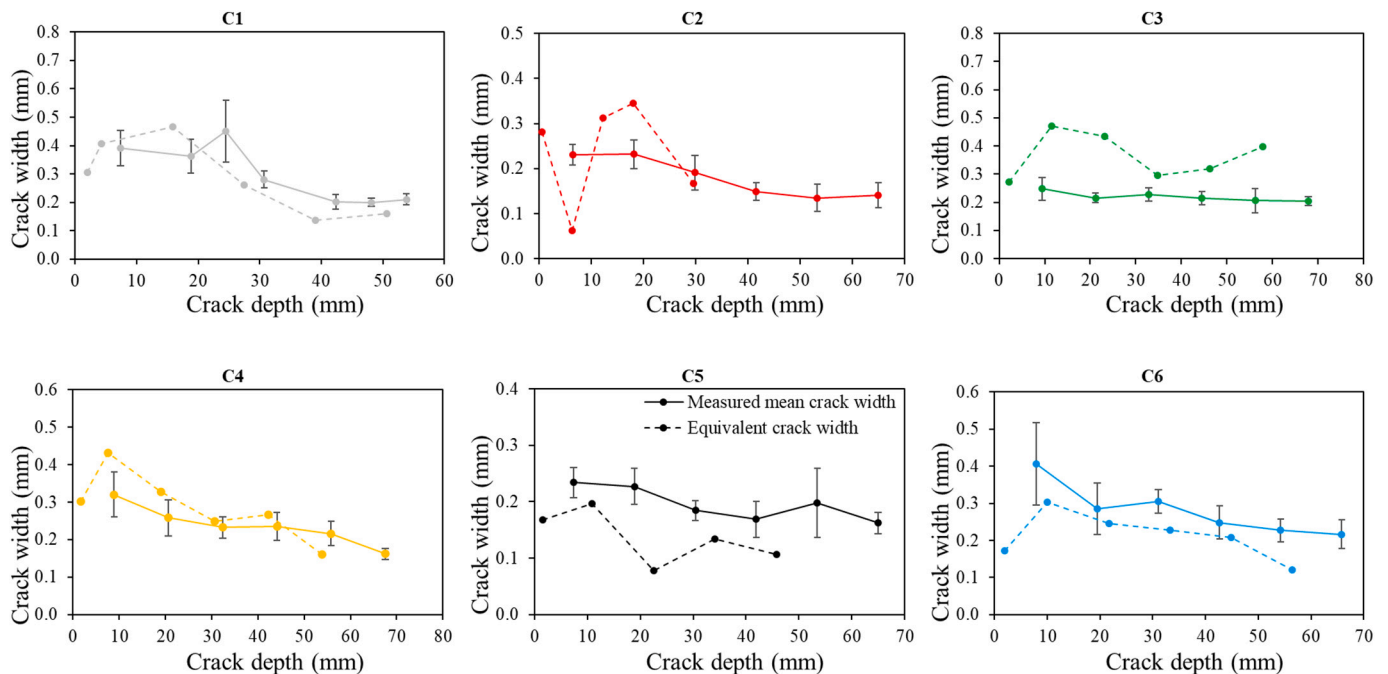 C1
Crack width (mm)
0.8
0.7
0.6
0.5
0.4
0.3
0.2
0.1
0.0
0 10 20 30 40 50 60
Crack depth (mm)
C2
Crack width (mm)
0.5
0.4
0.3
0.2
0.1
0.0
0 10 20 30 40 50 60 70
Crack depth (mm)
C3
Crack width (mm)
0.8
0.7
0.6
0.5
0.4
0.3
0.2
0.1
0.0
0 10 20 30 40 50 60 70 80
Crack depth (mm)
C4
Crack width (mm)
0.6
0.5
0.4
0.3
0.2
0.1
0.0
0 10 20 30 40 50 60 70 80
Crack depth (mm)
C5
Crack width (mm)
0.4
0.3
0.2
0.1
0.0
Measured mean crack width
Equivalent crack width
0 10 20 30 40 50 60 70
Crack depth (mm)
C6
Crack width (mm)
0.6
0.5
0.4
0.3
0.2
0.1
0.0
0 10 20 30 40 50 60 70
Crack depth (mm)